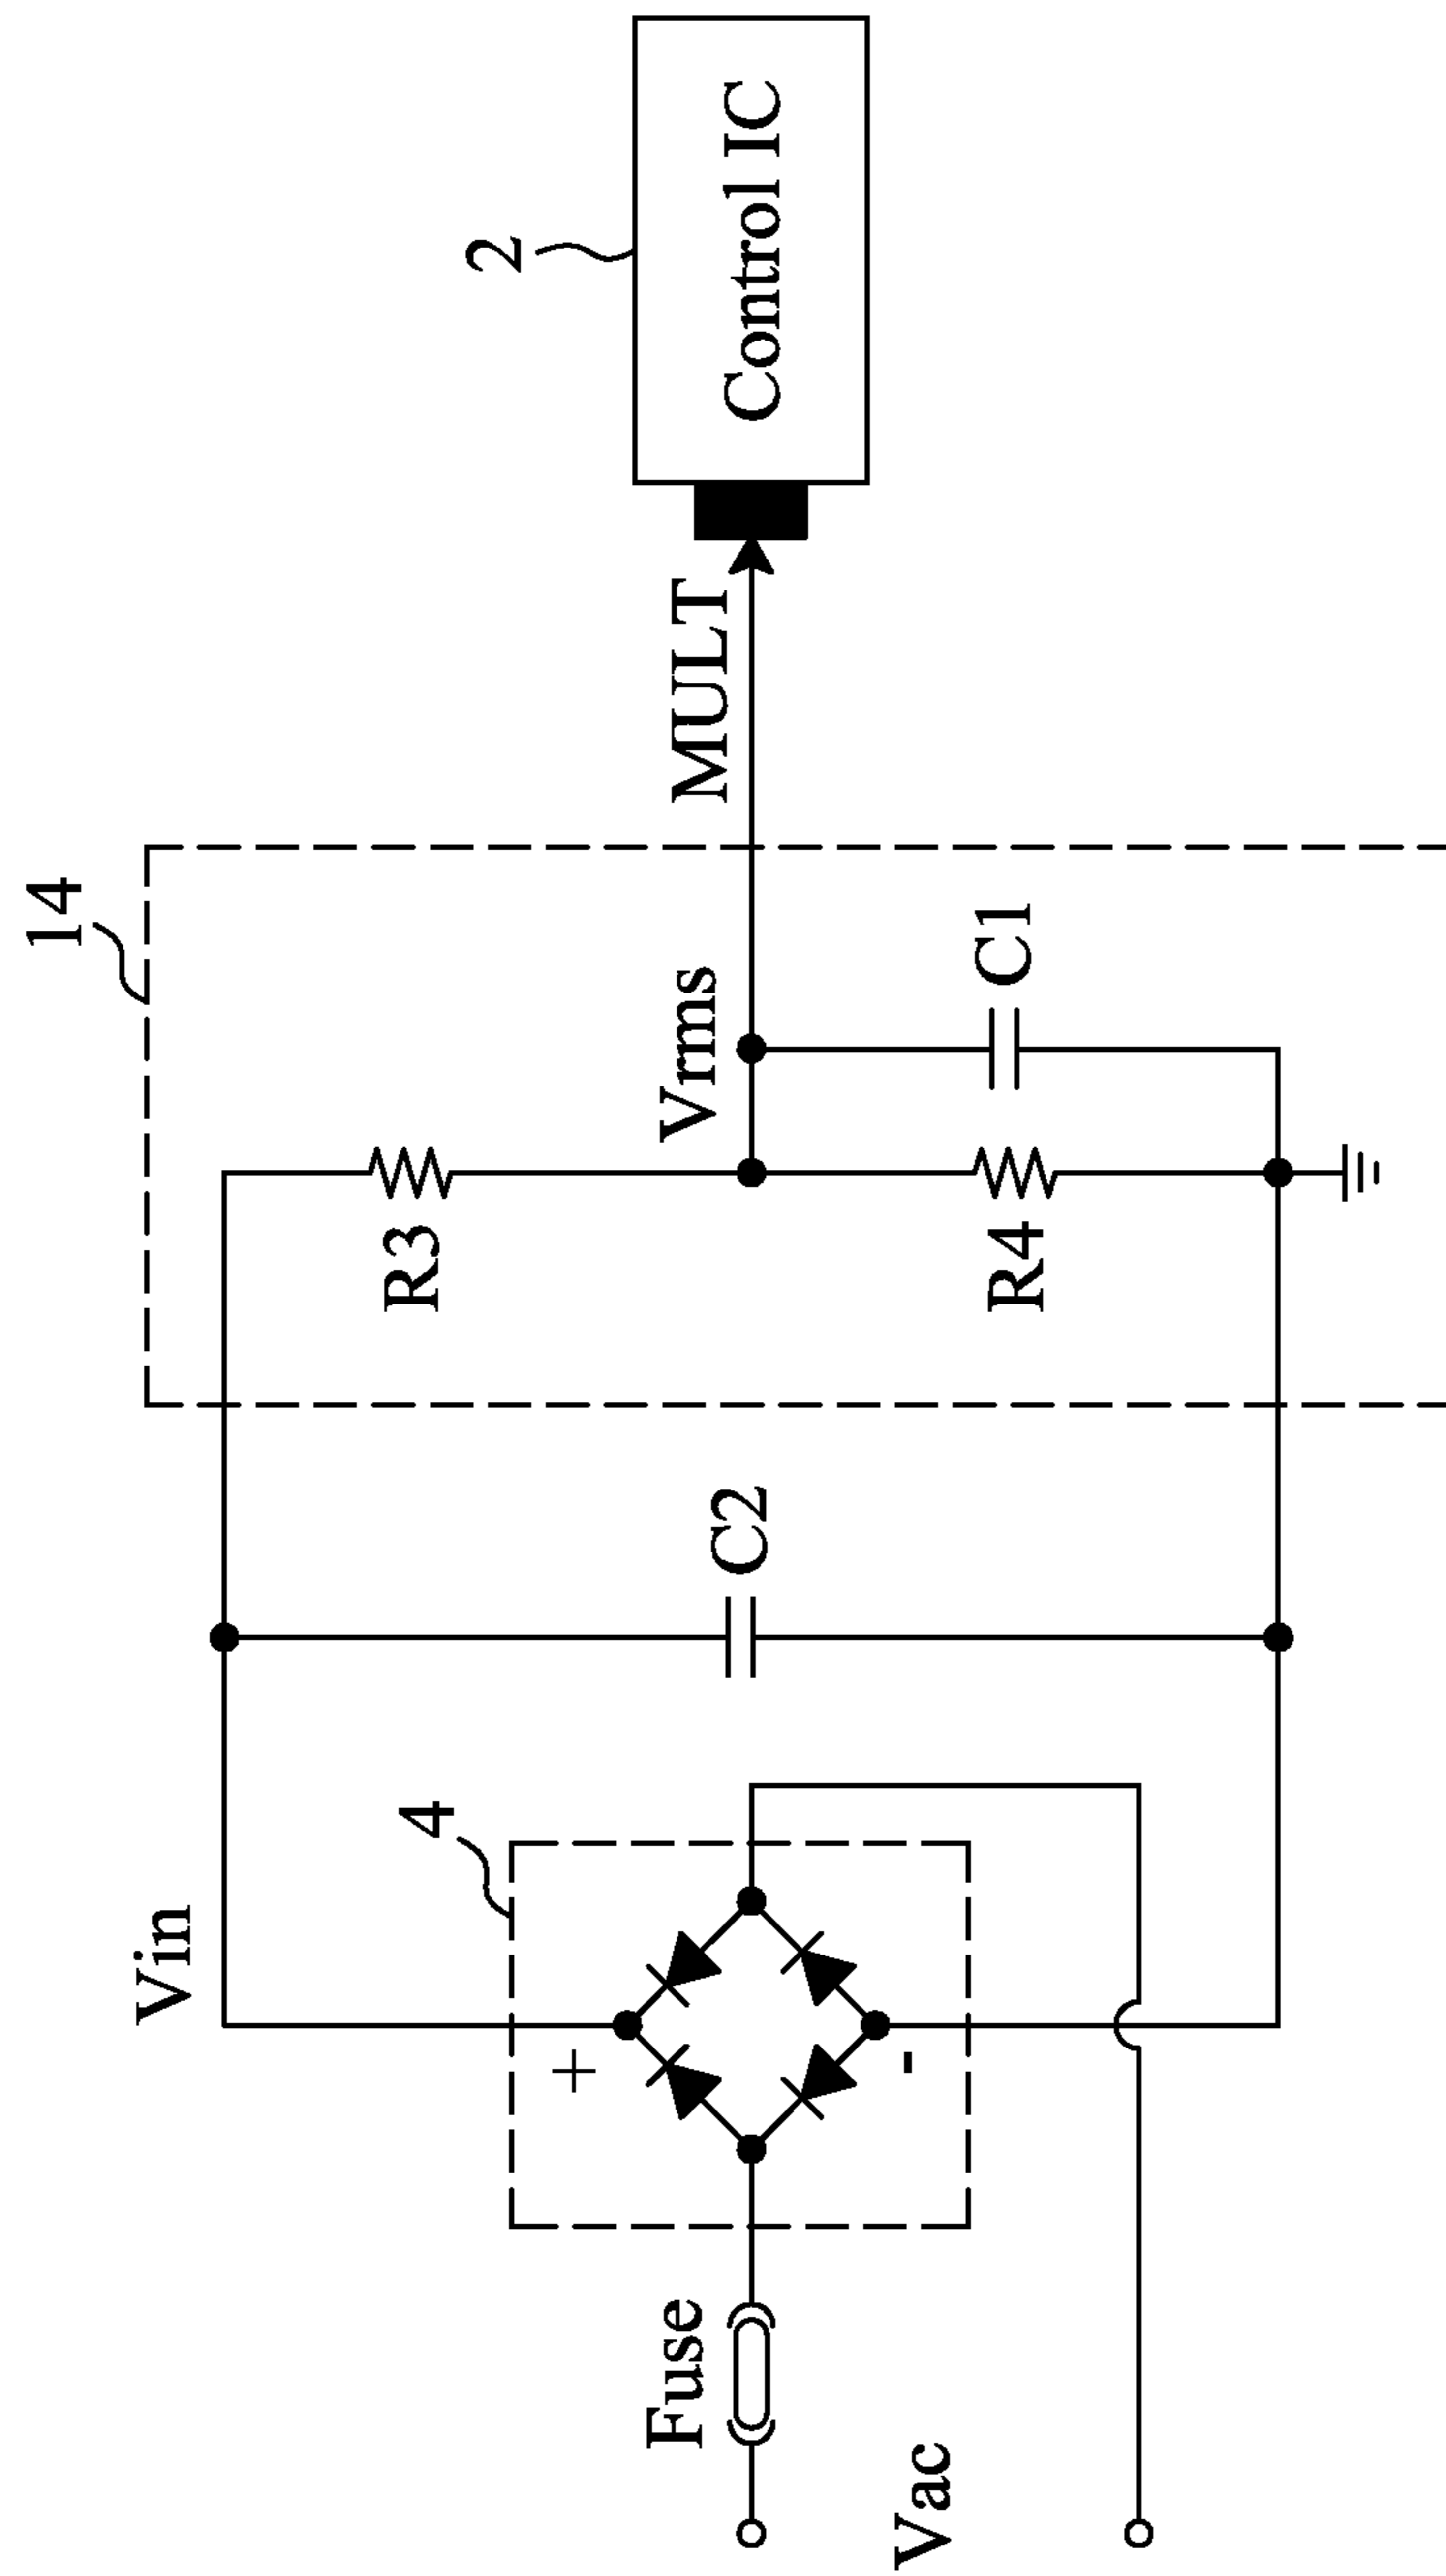 14
2
Vin
4
+
-
C2
R3
Vrms
R4
C1
MULT
Control IC
Fuse
Vac